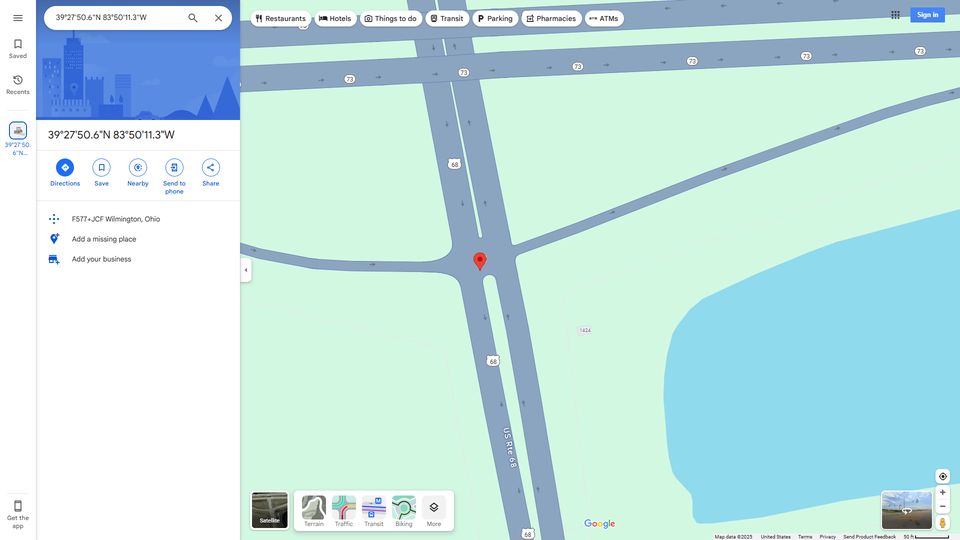 39°27'50.6"N 83°50'11.3"W
Restaurants
Hotels
Things to do
Transit
Parking
Pharmacies
ATMs
Sign in
Saved
Recents
39°27'50.
6"N...
39°27'50.6"N 83°50'11.3"W
Directions
Save
Nearby
Send to
phone
Share
F577+JCF Wilmington, Ohio
Add a missing place
Add your business
Get the
app
73
73
73
73
73
73
68
68
US Rte 68
68
1424
Satellite
Terrain
Traffic
Transit
Biking
More
Google
Map data ©2025
United States
Terms
Privacy
Send Product Feedback
50 ft